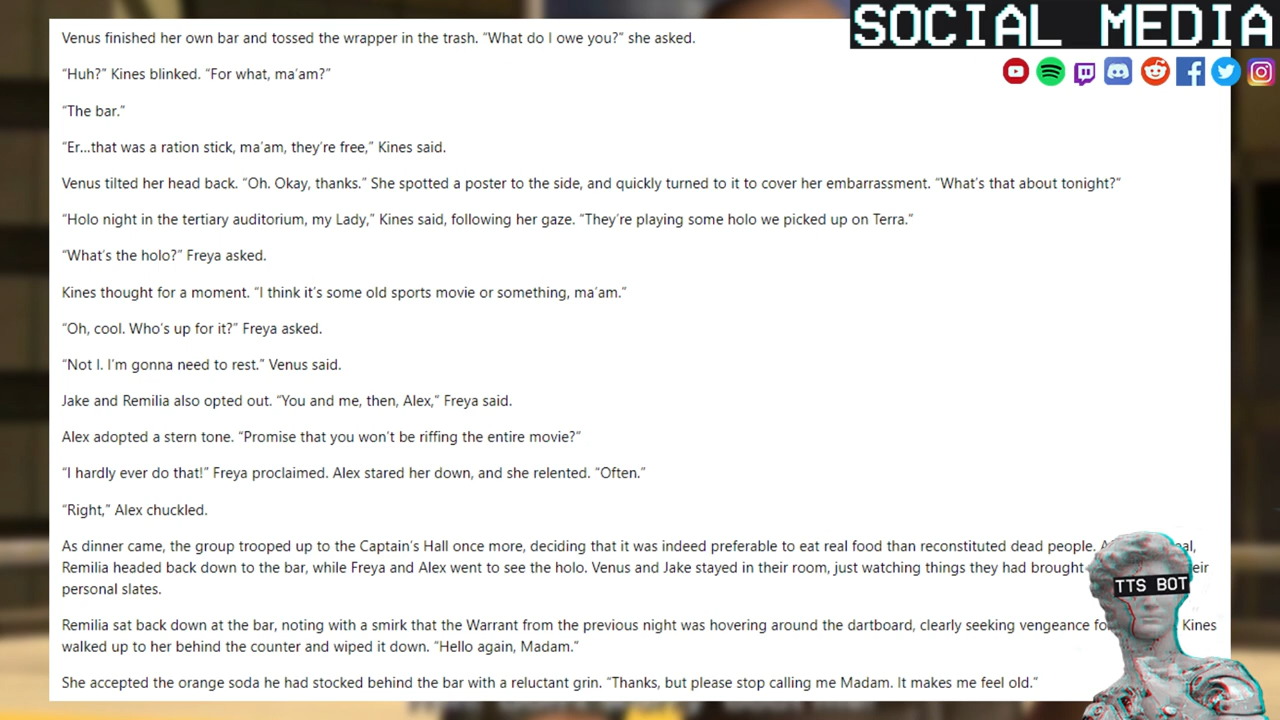 SOCIAL MEDIA
Venus finished her own bar and tossed the wrapper in the trash. “What do I owe you?” she asked.
“Huh?” Kines blinked. “For what, ma’am?”
“The bar.”
“Er...that was a ration stick, ma’am, they’re free,” Kines said.
Venus tilted her head back. “Oh. Okay, thanks.” She spotted a poster to the side, and quickly turned to it to cover her embarrassment. “What’s that about tonight?”
“Holo night in the tertiary auditorium, my Lady,” Kines said, following her gaze. “They’re playing some holo we picked up on Terra.”
“What’s the holo?” Freya asked.
Kines thought for a moment. “I think it’s some old sports movie or something, ma’am.”
“Oh, cool. Who’s up for it?” Freya asked.
“Not I. I’m gonna need to rest.” Venus said.
Jake and Remilia also opted out. “You and me, then, Alex,” Freya said.
Alex adopted a stern tone. “Promise that you won’t be riffing the entire movie?”
“I hardly ever do that!” Freya proclaimed. Alex stared her down, and she relented. “Often.”
“Right,” Alex chuckled.
As dinner came, the group trooped up to the Captain’s Hall once more, deciding that it was indeed preferable to eat real food than reconstituted dead people.
Remilia headed back down to the bar, while Freya and Alex went to see the holo. Venus and Jake stayed in their room, just watching things they had brought
personal slates.
Remilia sat back down at the bar, noting with a smirk that the Warrant from the previous night was hovering around the dartboard, clearly seeking vengeance Kines
walked up to her behind the counter and wiped it down. “Hello again, Madam.”
She accepted the orange soda he had stocked behind the bar with a reluctant grin. “Thanks, but please stop calling me Madam. It makes me feel old.”
TTS BOT